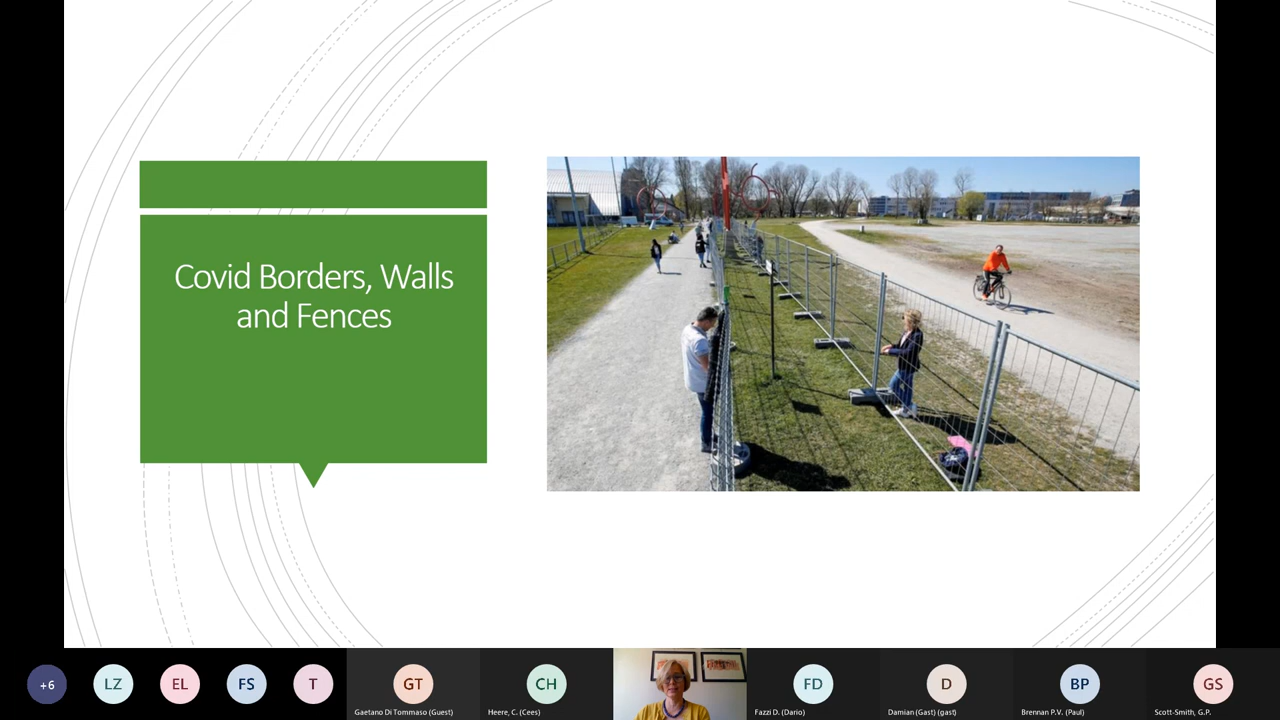 Covid Borders, Walls
and Fences
+6
LZ
EL
FS
T
GT
CH
FD
D
BP
GS
Gaetano Di Tommaso (Guest)
Heere, C. (Cees)
Fazzi D. (Dario)
Damian (Gast) (gast)
Brennan P.V. (Paul)
Scott-Smith, G.P.